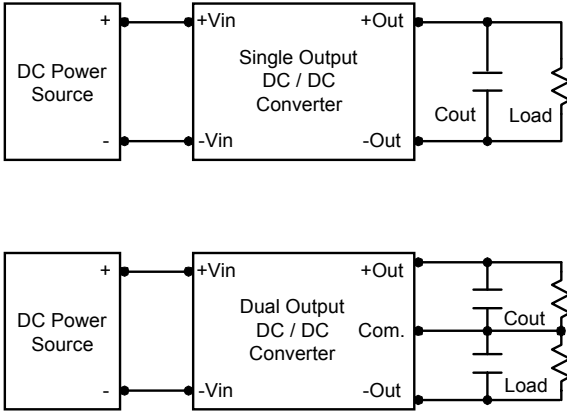 + +Vin +Out
Single Output
DC / DC
Converter
DC Power
Source
Cout Load
- -Vin -Out
+ +Vin +Out
Dual Output
DC / DC
Converter
DC Power
Source
Com.
Cout
Load
- -Vin -Out